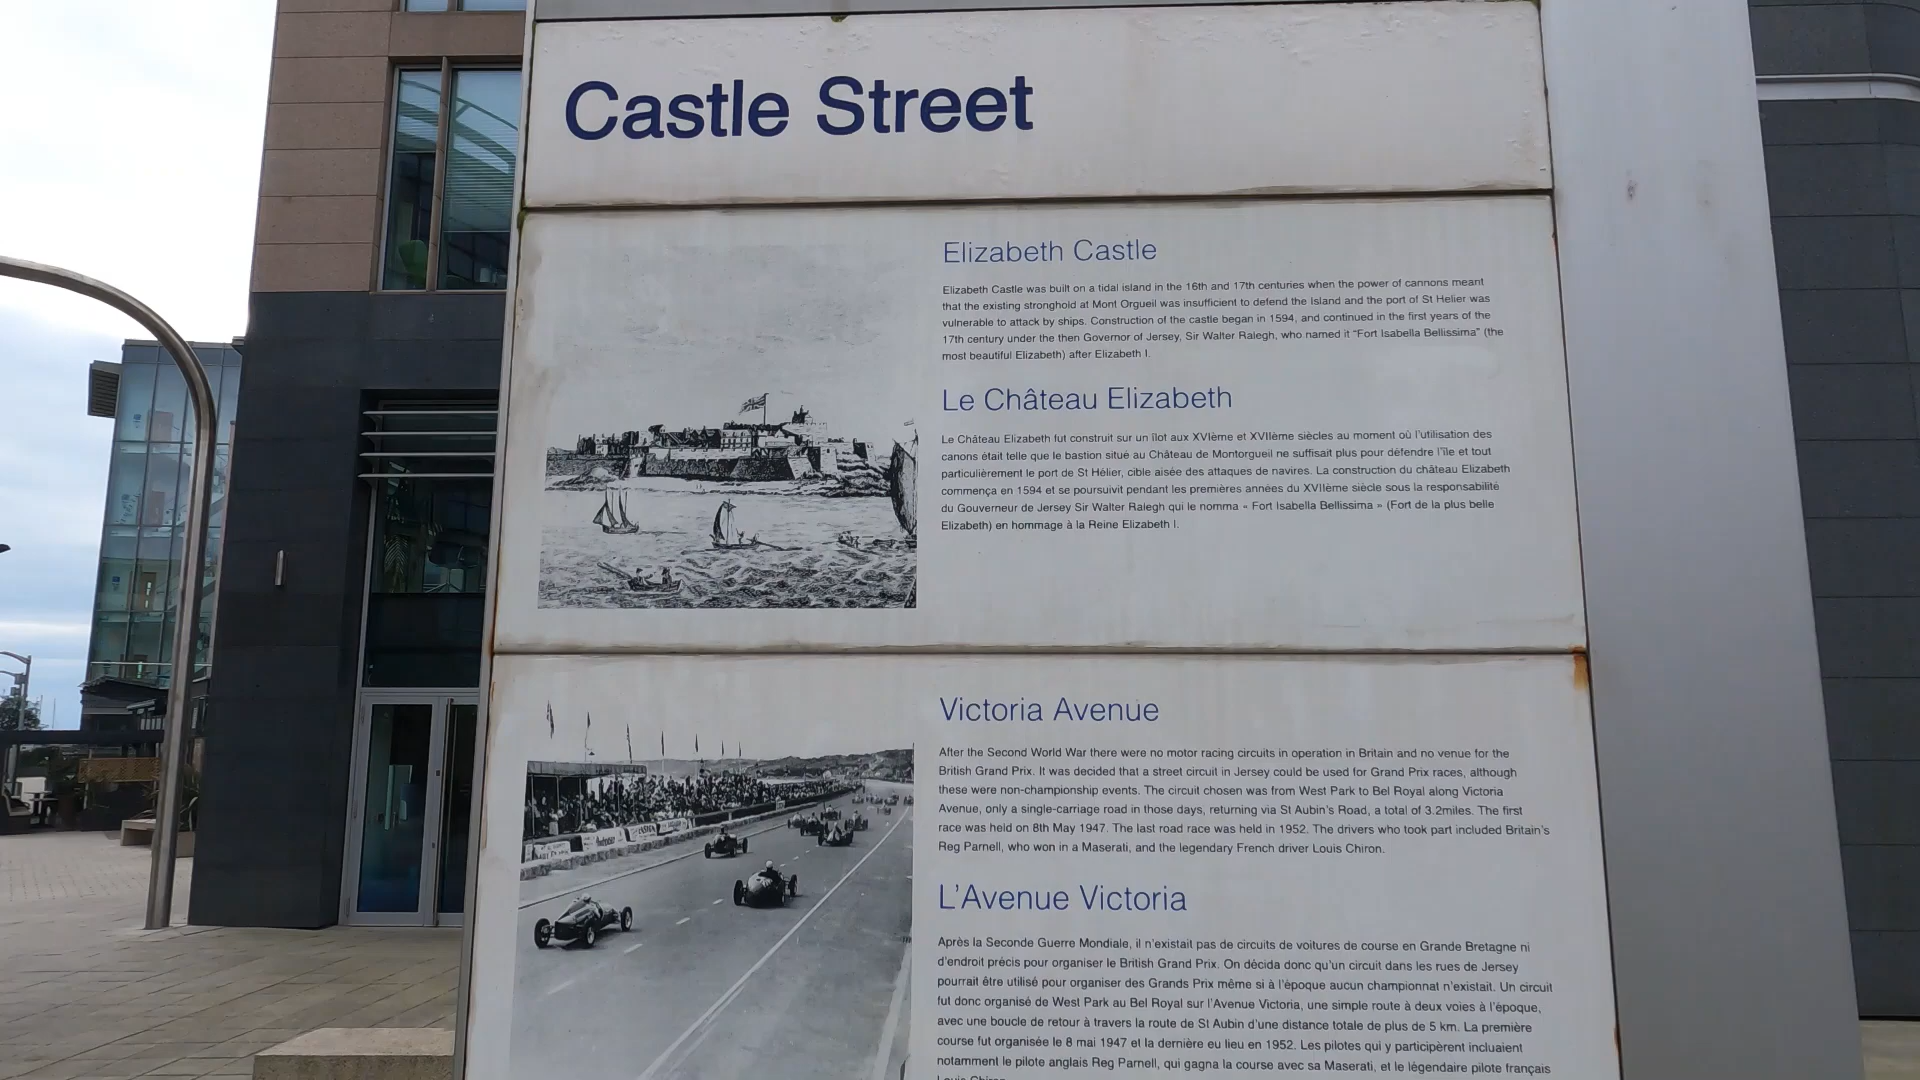 Castle Street
Elizabeth Castle
Elizabeth Castle was built on a tidal island in the 16th and 17th centuries when the power of cannons meant
that the existing stronghold at Mont Orgueil was insufficient to defend the Island and the port of St Helier was
vulnerable to attack by ships. Construction of the castle began in 1594, and continued in the first years of the
17th century under the then Governor of Jersey, Sir Walter Ralegh, who named it “Fort Isabella Bellissima” (the
most beautiful Elizabeth) after Elizabeth I.
Le Château Elizabeth
Le Château Elizabeth fut construit sur un îlot aux XVIème et XVIIème siècles au moment où l’utilisation des
canons était telle que le bastion situé au Château de Montorgueil ne suffisait plus pour défendre l’île et tout
particulièrement le port de St Hélier, cible aisée des attaques de navires. La construction du château Elizabeth
commença en 1594 et se poursuivit pendant les premières années du XVIIème siècle sous la responsabilité
du Gouverneur de Jersey Sir Walter Ralegh qui le nomma « Fort Isabella Bellissima » (Fort de la plus belle
Elizabeth) en hommage à la Reine Elizabeth I.
Victoria Avenue
After the Second World War there were no motor racing circuits in operation in Britain and no venue for the
British Grand Prix. It was decided that a street circuit in Jersey could be used for Grand Prix races, although
these were non-championship events. The circuit chosen was from West Park to Bel Royal along Victoria
Avenue, only a single-carriage road in those days, returning via St Aubin’s Road, a total of 3.2miles. The first
race was held on 8th May 1947. The last road race was held in 1952. The drivers who took part included Britain’s
Reg Parnell, who won in a Maserati, and the legendary French driver Louis Chiron.
L’Avenue Victoria
Après la Seconde Guerre Mondiale, il n’existait pas de circuits de voitures de course en Grande Bretagne ni
d’endroit précis pour organiser le British Grand Prix. On décida donc qu’un circuit dans les rues de Jersey
pourrait être utilisé pour organiser des Grands Prix même si à l’époque aucun championnat n’existait. Un circuit
fut donc organisé de West Park au Bel Royal sur l’Avenue Victoria, une simple route à deux voies à l’époque,
avec une boucle de retour à travers la route de St Aubin d’une distance totale de plus de 5 km. La première
course fut organisée le 8 mai 1947 et la dernière eu lieu en 1952. Les pilotes qui y participèrent incluaient
notamment le pilote anglais Reg Parnell, qui gagna la course avec sa Maserati, et le légendaire pilote français
Louis Chiron.